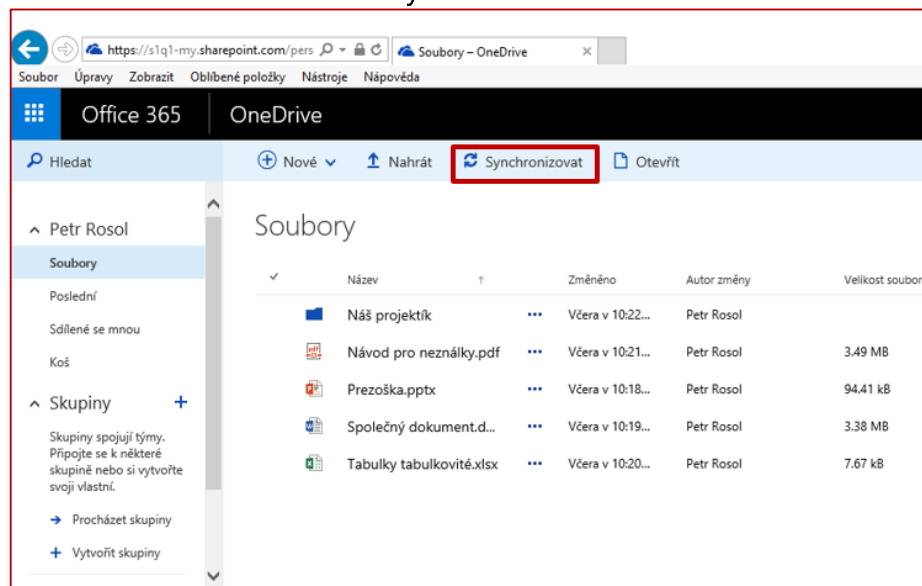 https://s1q1-my.sharepoint.com/pers
Soubory – OneDrive
Soubor Úpravy Zobrazit Oblíbené položky Nástroje Nápověda
Office 365 OneDrive
Hledat
Nové Nahrát Synchronizovat Otevřít
Petr Rosol
Soubory
Poslední
Sdílené se mnou
Koš
Skupiny +
Skupiny spojují týmy.
Připojte se k některé
skupině nebo si vytvořte
svoji vlastní.
Procházet skupiny
+ Vytvořit skupiny
Soubory
Název Změněno Autor změny Velikost soubor
Náš projektík ... Včera v 10:22... Petr Rosol
Návod pro neználky.pdf ... Včera v 10:21... Petr Rosol 3.49 MB
Prezoška.pptx ... Včera v 10:18... Petr Rosol 94.41 kB
Společný dokument.d... ... Včera v 10:19... Petr Rosol 3.38 MB
Tabulky tabulkovité.xlsx ... Včera v 10:20... Petr Rosol 7.67 kB